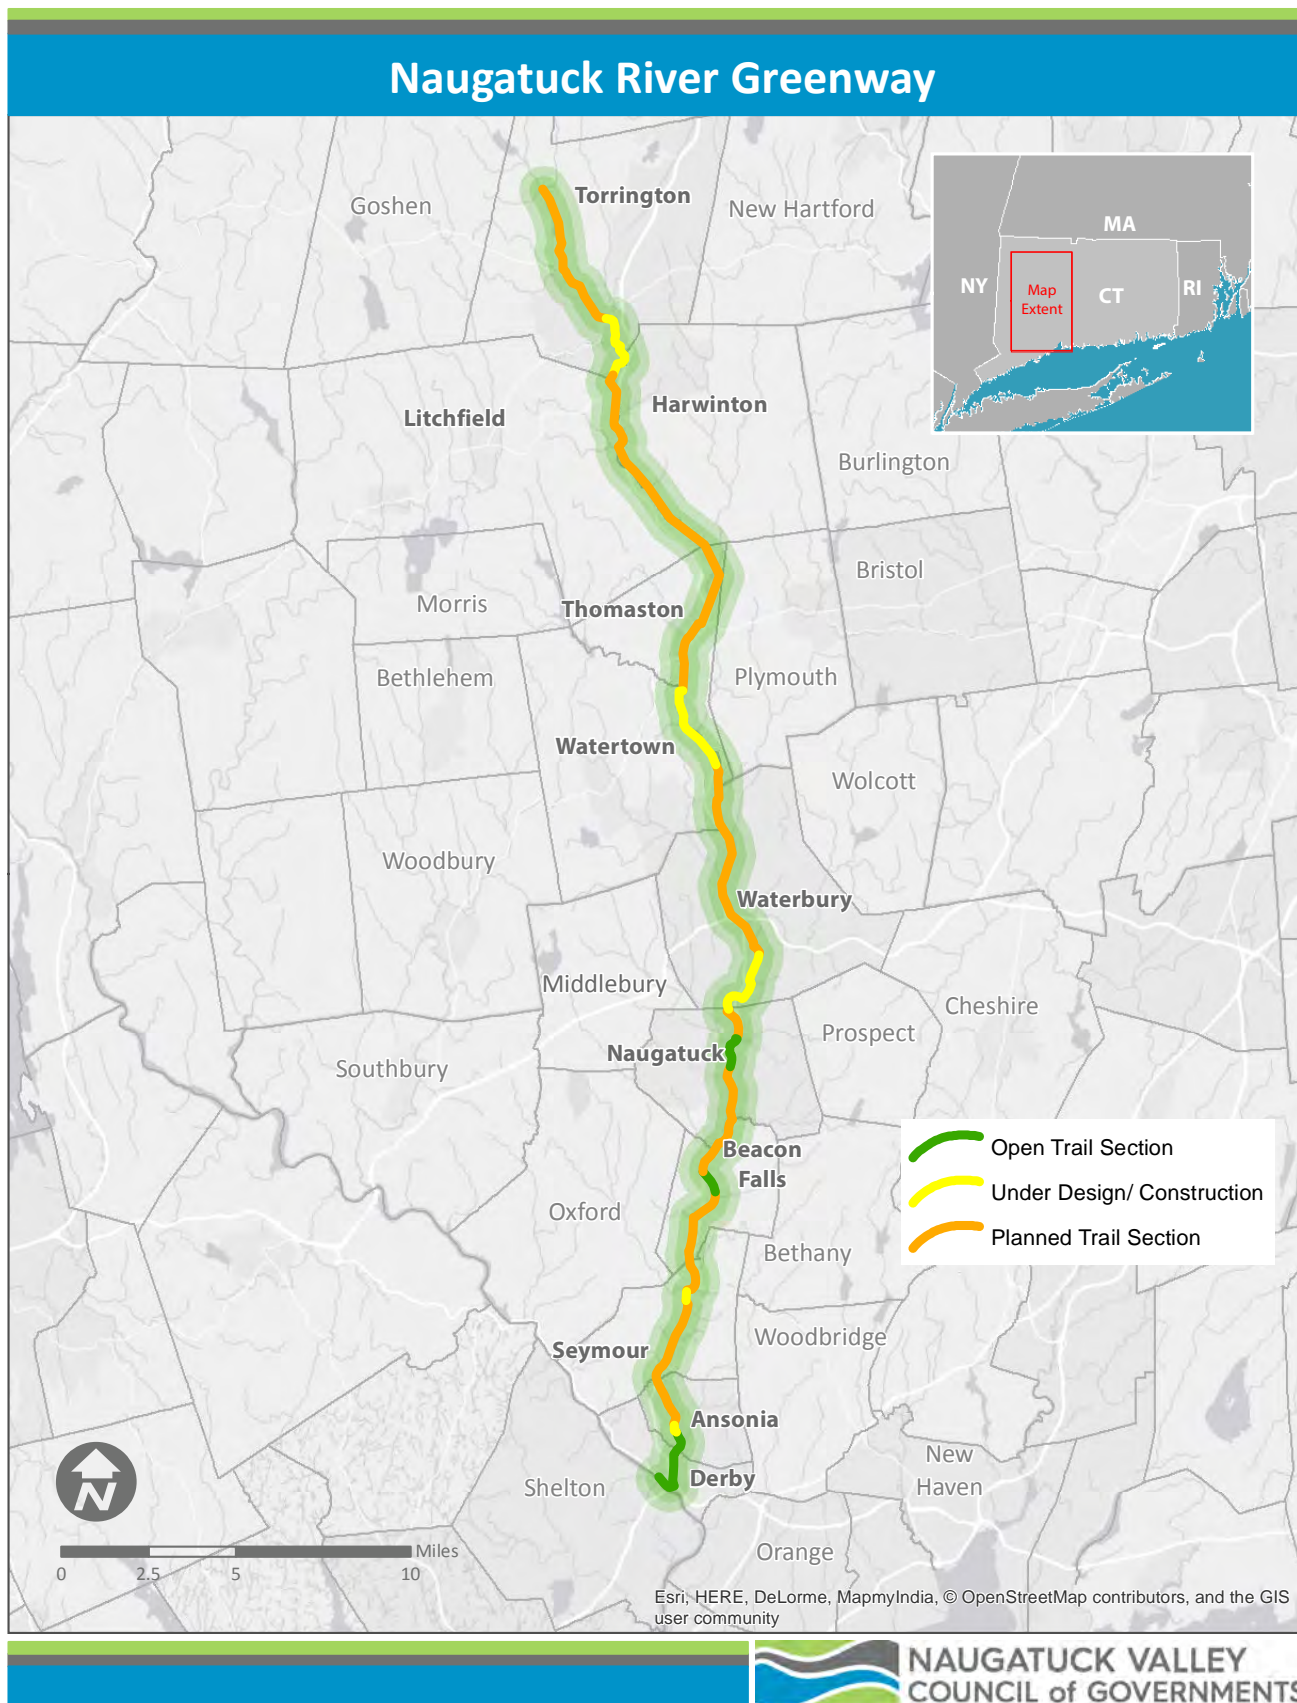 Naugatuck River Greenway
Torrington
Goshen
New Hartford
MA
NY
CT
RI
Map
Extent
Harwinton
Litchfield
Burlington
Bristol
Morris
Thomaston
Bethlehem
Plymouth
Watertown
Wolcott
Woodbury
Waterbury
Middlebury
Cheshire
Prospect
Naugatuck
Southbury
Beacon
Falls
Open Trail Section
Under Design/ Construction
Planned Trail Section
Oxford
Bethany
Woodbridge
Seymour
Ansonia
New
Haven
Derby
Shelton
N
Orange
Miles
0 2.5 5 10
Esri, HERE, DeLorme, MapmyIndia, © OpenStreetMap contributors, and the GIS
user community
NAUGATUCK VALLEY
COUNCIL of GOVERNMENTS